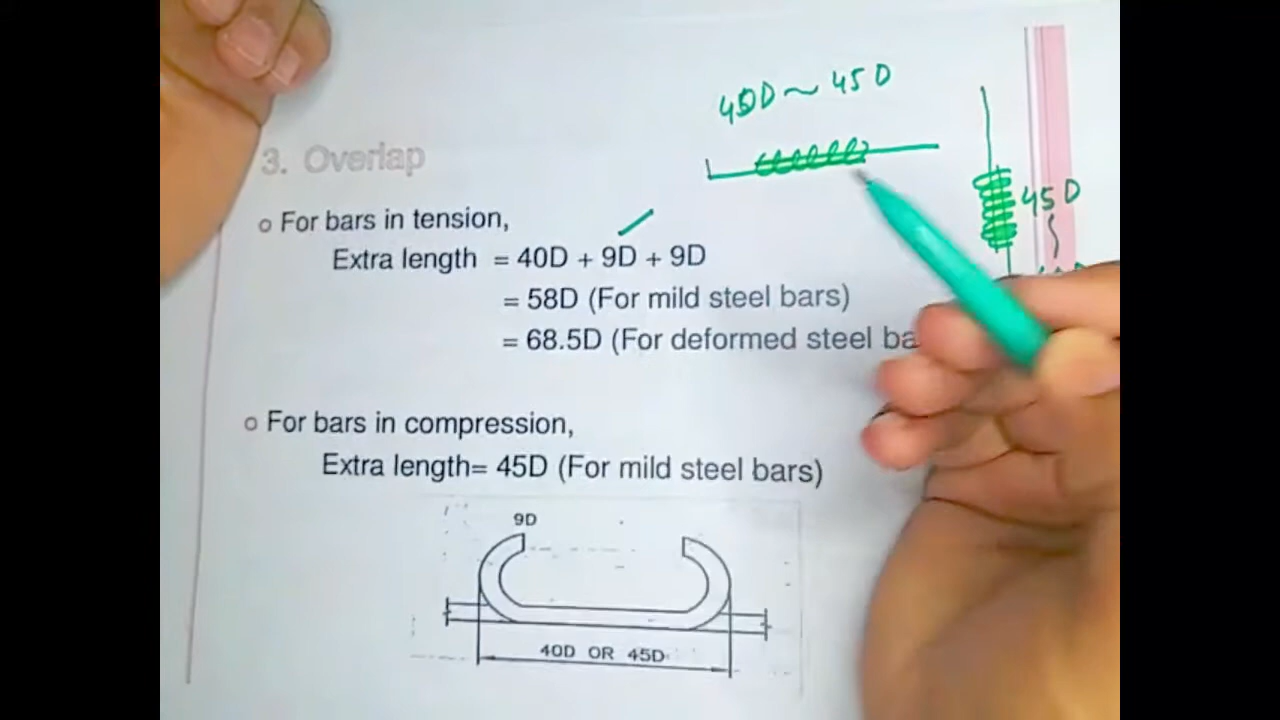 40D ~ 45D
3. Overlap
45D
o For bars in tension,
Extra length = 40D + 9D + 9D
= 58D (For mild steel bars)
= 68.5D (For deformed steel ba
o For bars in compression,
Extra length= 45D (For mild steel bars)
9D
40D OR 45D